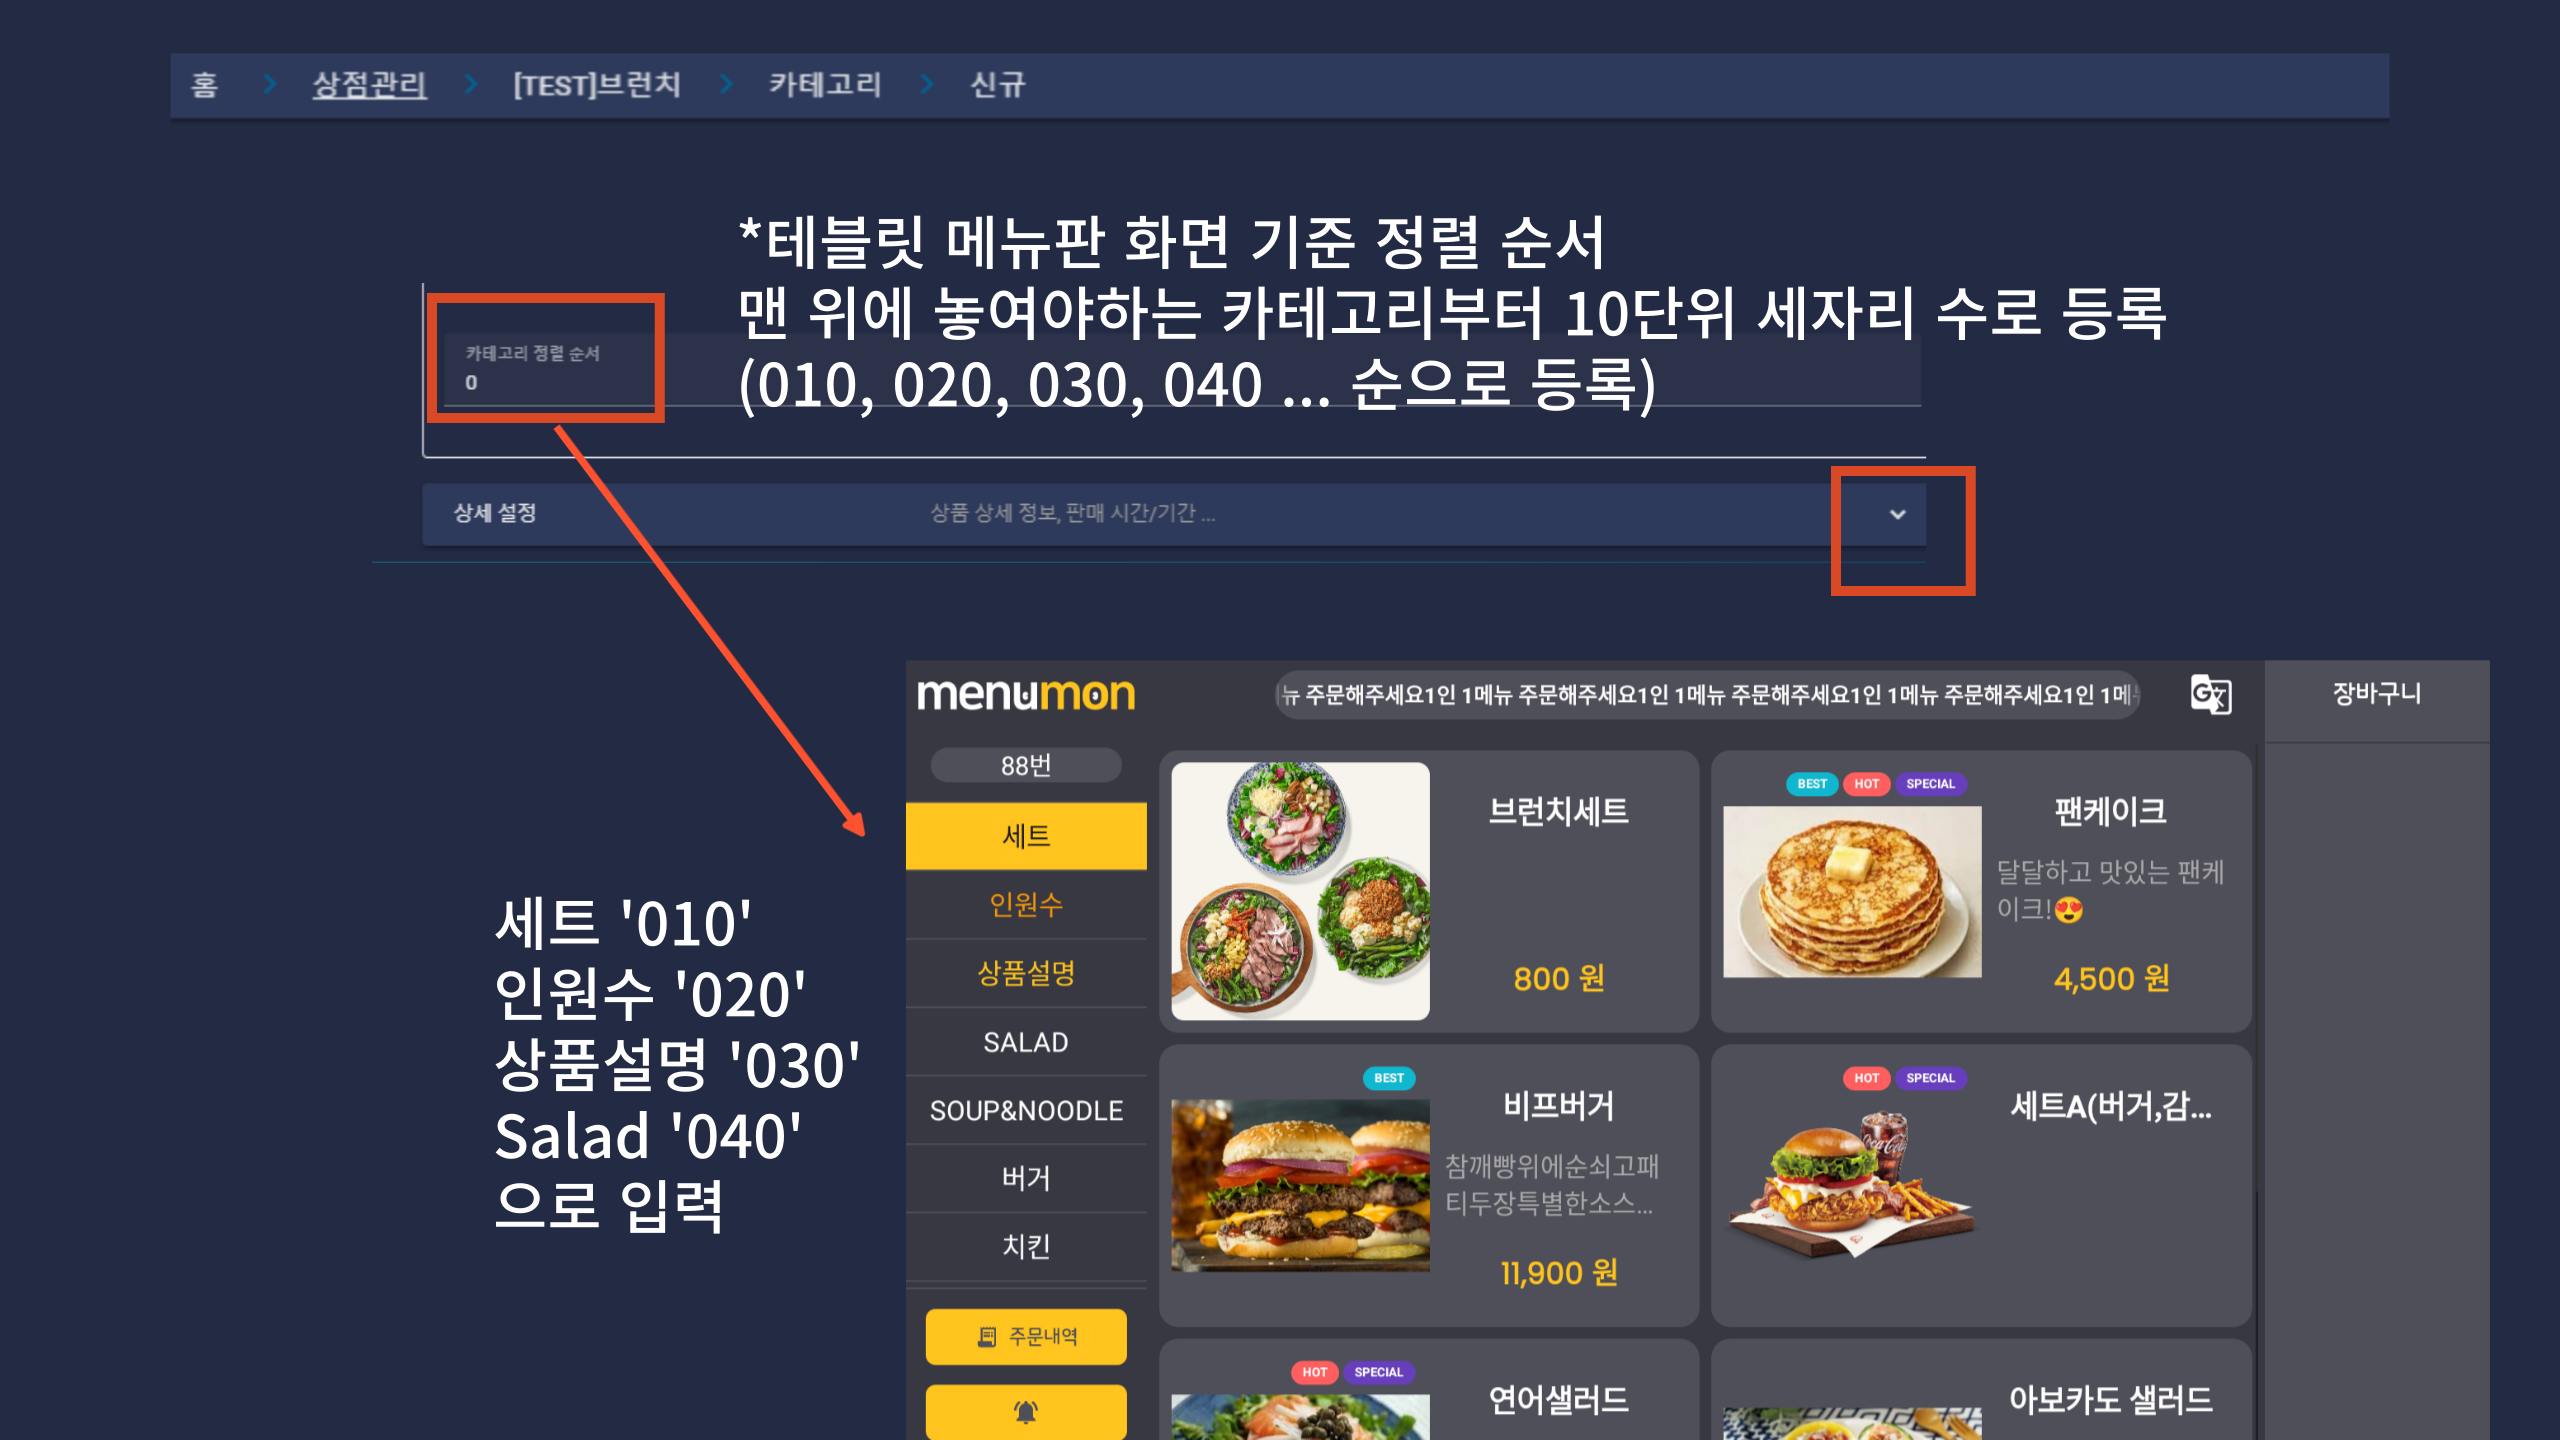 홈 > 상점관리 > [TEST]브런치 > 카테고리 > 신규
*테블릿 메뉴판 화면 기준 정렬 순서
맨 위에 놓여야하는 카테고리부터 10단위 세자리 수로 등록
(010, 020, 030, 040 ... 순으로 등록)
카테고리 정렬 순서
0
상세 설정
상품 상세 정보, 판매 시간/기간 ...
세트 '010'
인원수 '020'
상품설명 '030'
Salad '040'
으로 입력
menumon
뉴 주문해주세요1인 1메뉴 주문해주세요1인 1메뉴 주문해주세요1인 1메뉴 주문해주세요1인 1메뉴
장바구니
88번
세트
인원수
상품설명
SALAD
SOUP&NOODLE
버거
치킨
주문내역
브런치세트
800 원
BEST HOT SPECIAL
팬케이크
달달하고 맛있는 팬케
이크!😍
4,500 원
BEST
비프버거
참깨빵위에순쇠고패
티두장특별한소스...
11,900 원
HOT SPECIAL
세트A(버거,감...
Coca-Cola
HOT SPECIAL
연어샐러드
아보카도 샐러드